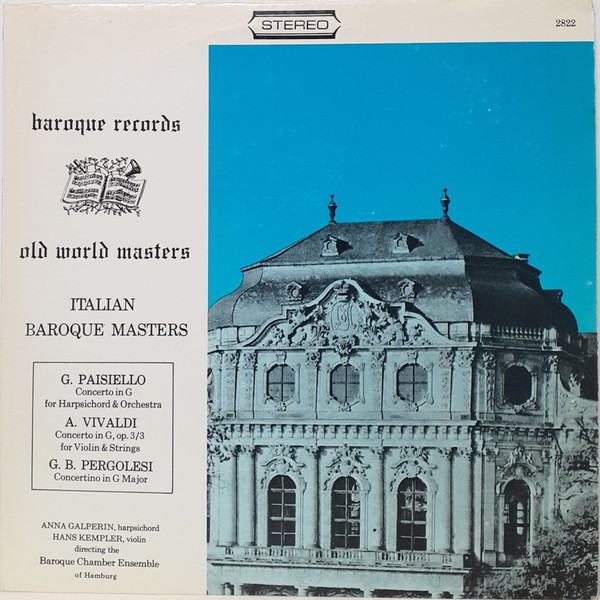 STEREO
2822
baroque records
old world masters
ITALIAN
BAROQUE MASTERS
G. PAISIELLO
Concerto in G
for Harpsichord & Orchestra
A. VIVALDI
Concerto in G, op. 3/3
for Violin & Strings
G. B. PERGOLESI
Concertino in G Major
ANNA GALPERIN, harpsichord
HANS KEMPLER, violin
directing the
Baroque Chamber Ensemble
of Hamburg